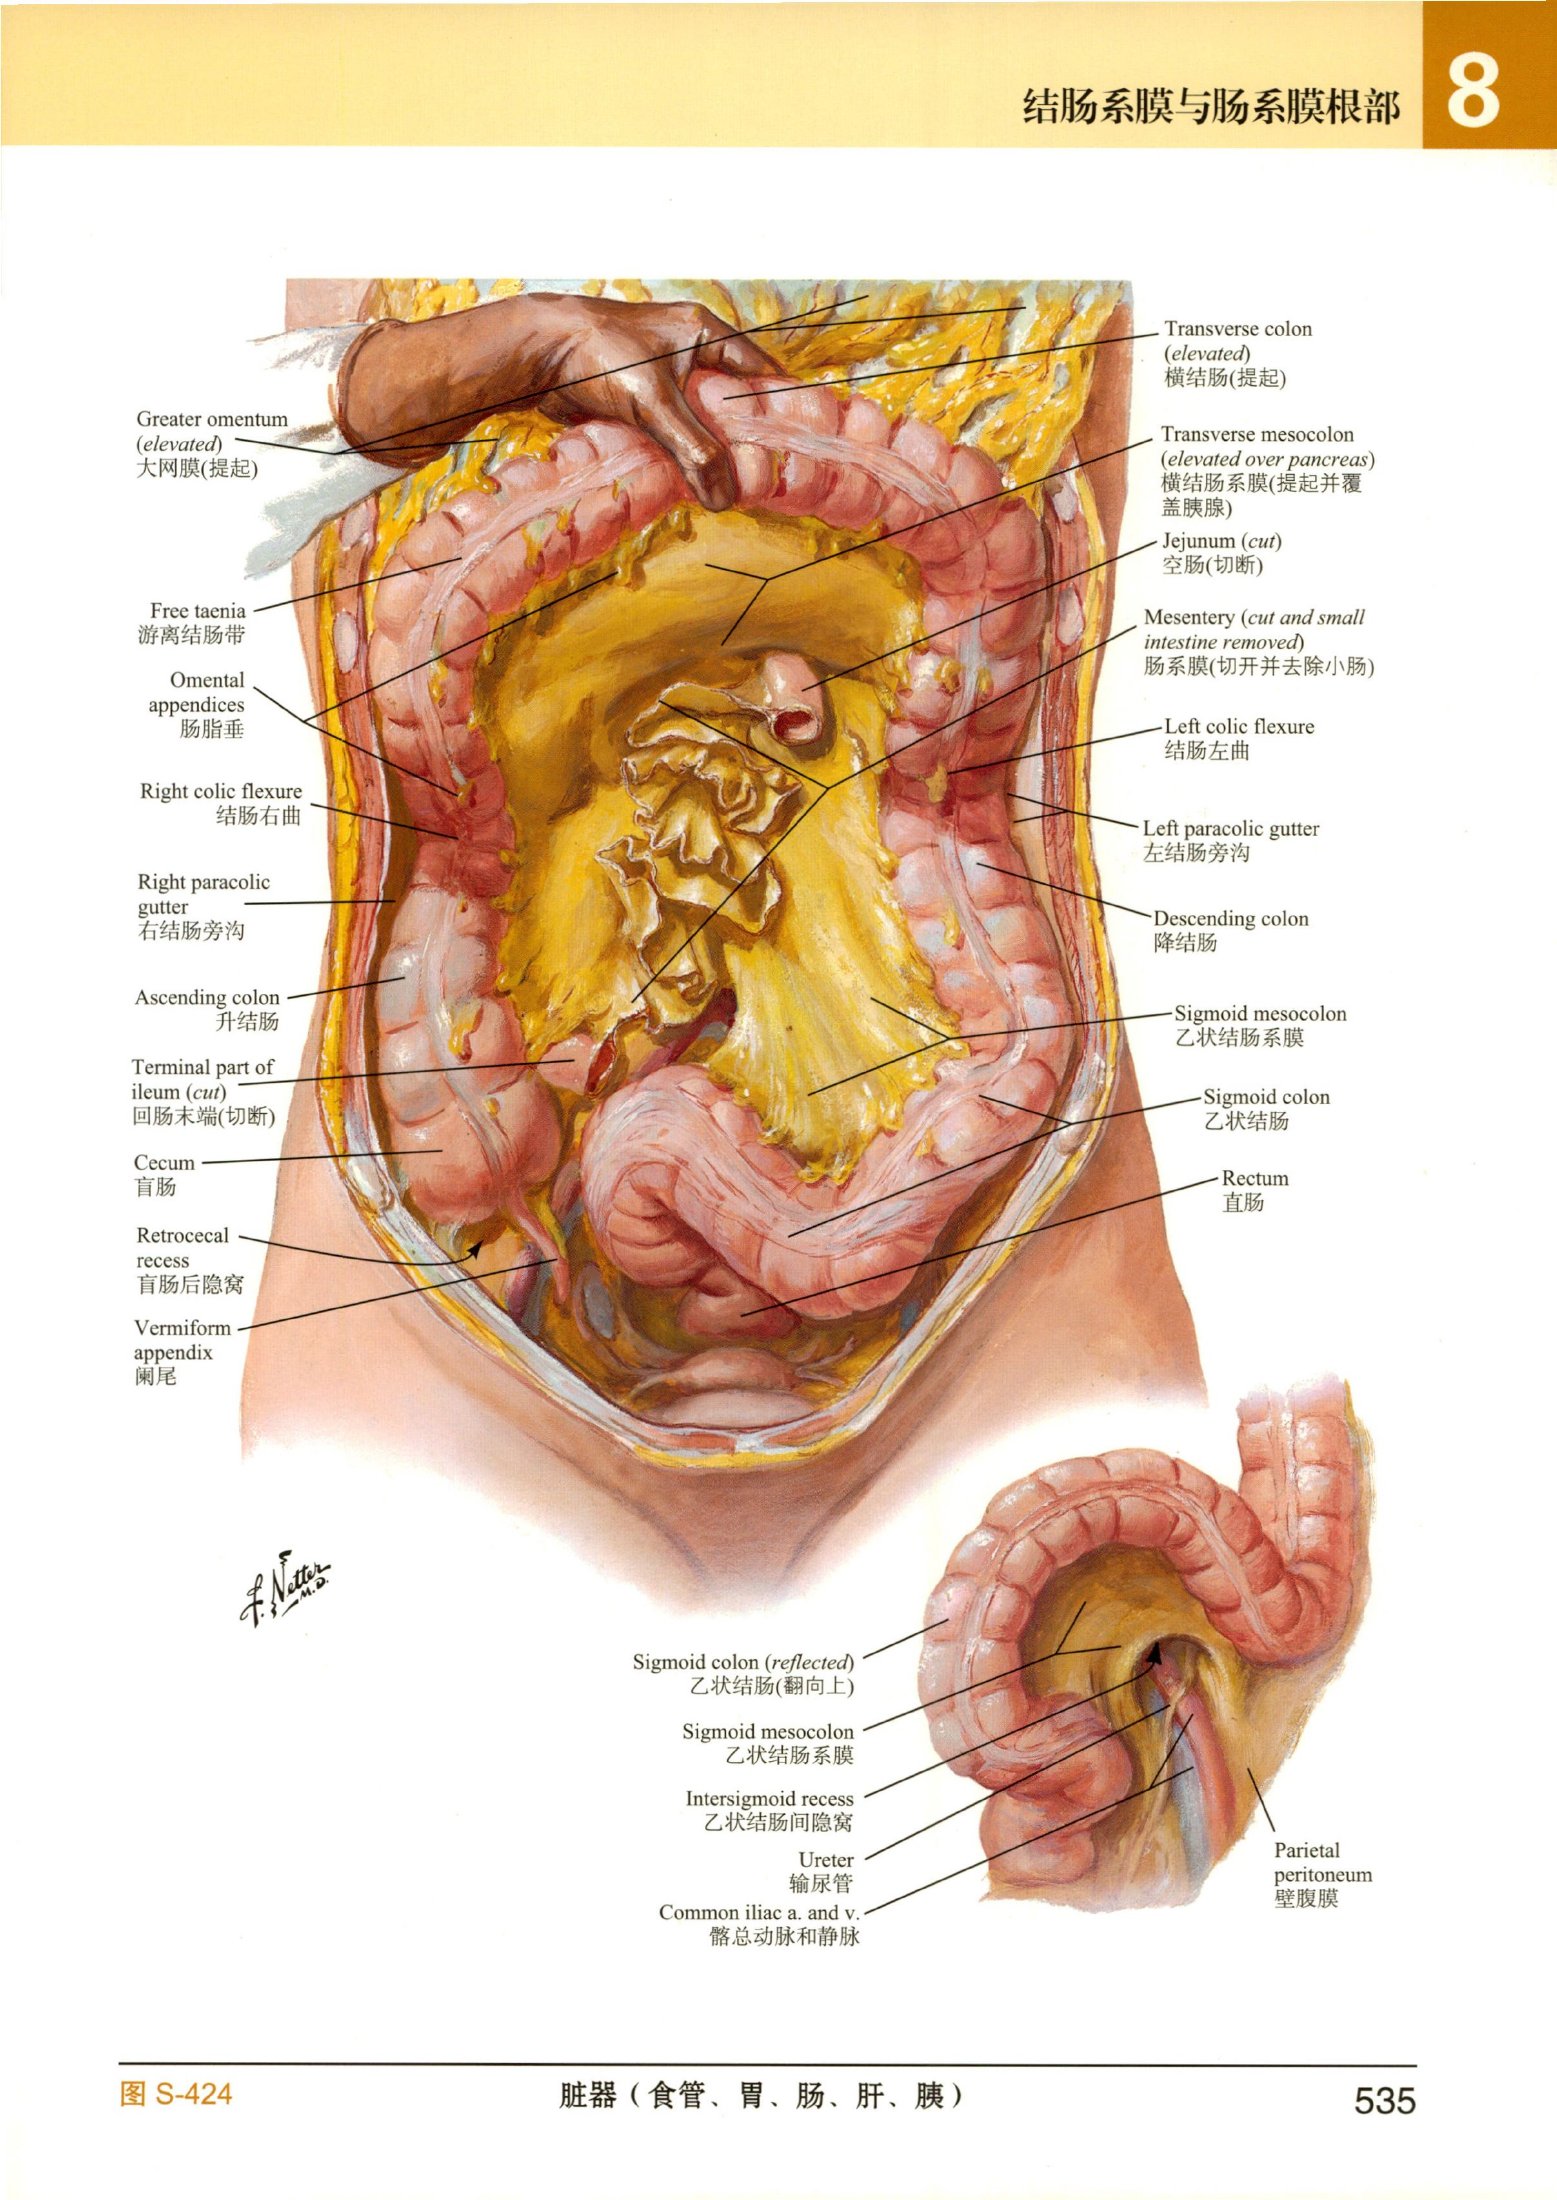 结肠系膜与肠系膜根部
8
Greater omentum
(elevated)
大网膜(提起)
Free taenia
游离结肠带
Omental
appendices
肠脂垂
Right colic flexure
结肠右曲
Right paracolic
gutter
右结肠旁沟
Ascending colon
升结肠
Terminal part of
ileum (cut)
回肠末端(切断)
Cecum
盲肠
Retrocecal
recess
盲肠后隐窝
Vermiform
appendix
阑尾
Transverse colon
(elevated)
横结肠(提起)
Transverse mesocolon
(elevated over pancreas)
横结肠系膜(提起并覆
盖胰腺)
Jejunum (cut)
空肠(切断)
Mesentery (cut and small
intestine removed)
肠系膜(切开并去除小肠)
Left colic flexure
结肠左曲
Left paracolic gutter
左结肠旁沟
Descending colon
降结肠
Sigmoid mesocolon
乙状结肠系膜
Sigmoid colon
乙状结肠
Rectum
直肠
F. Netter
M.D.
Sigmoid colon (reflected)
乙状结肠(翻向上)
Sigmoid mesocolon
乙状结肠系膜
Intersigmoid recess
乙状结肠间隐窝
Ureter
输尿管
Common iliac a. and v.
髂总动脉和静脉
Parietal
peritoneum
壁腹膜
图 S-424
脏器（食管、胃、肠、肝、胰）
535